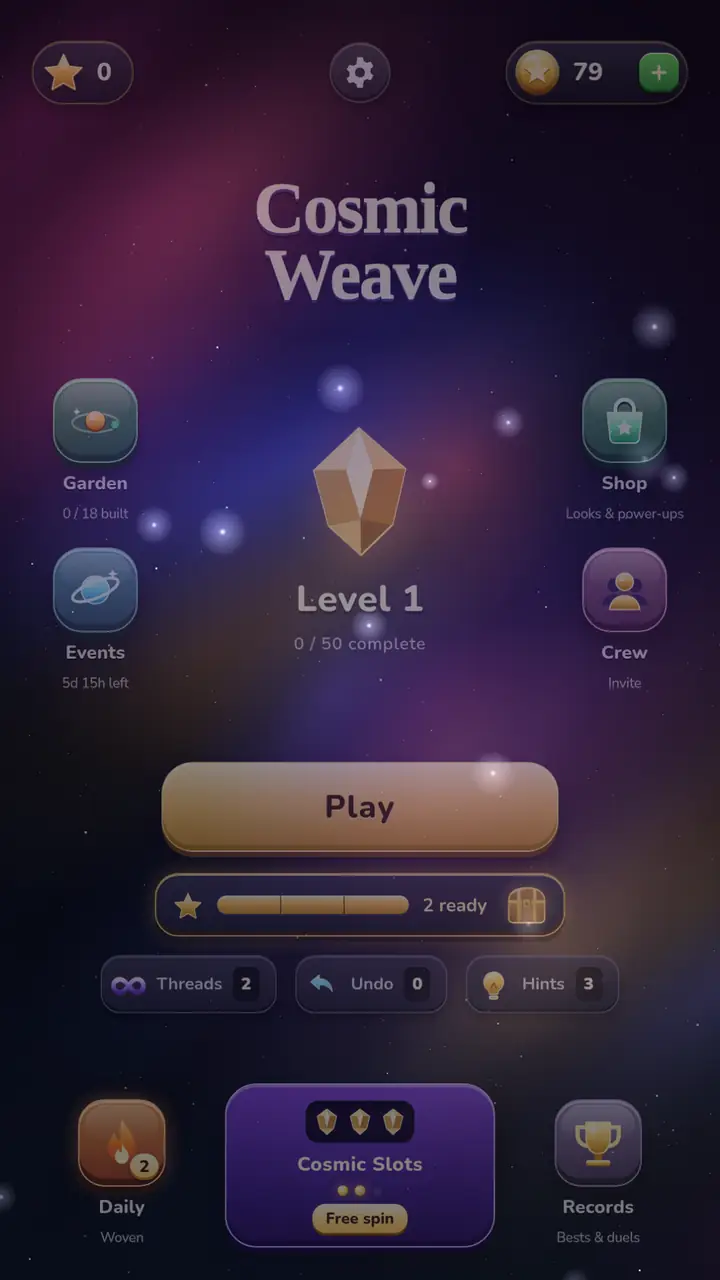 0
79
Cosmic
Weave
Garden
0 / 18 built
Shop
Looks & power-ups
Events
5d 15h left
Level 1
0 / 50 complete
Crew
Invite
Play
2 ready
Threads 2
Undo 0
Hints 3
2
Daily
Woven
Cosmic Slots
Free spin
Records
Bests & duels